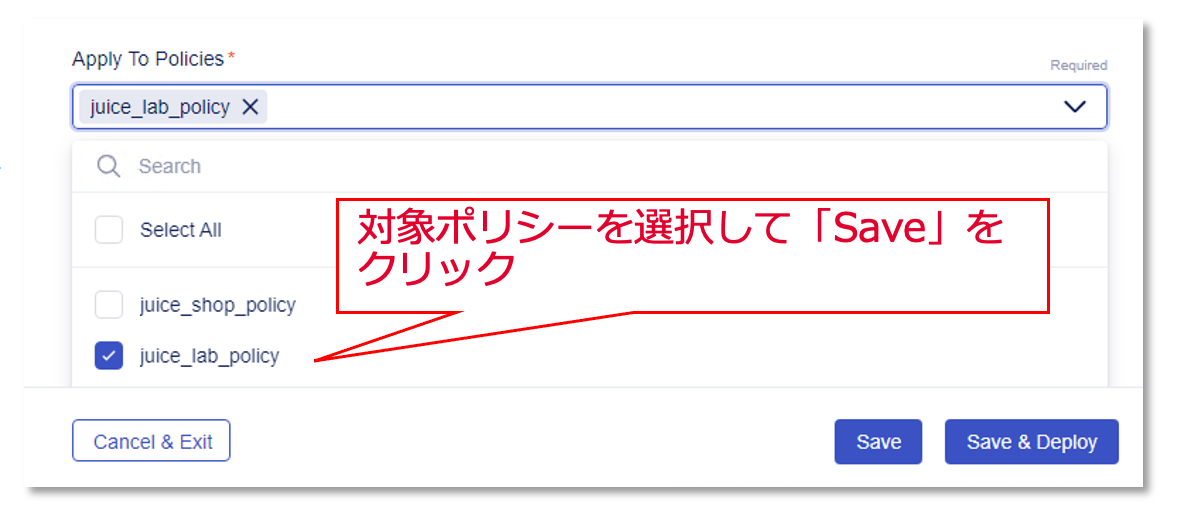 Apply To Policies *
Required
juice_lab_policy
Search
Select All
対象ポリシーを選択して「Save」を
クリック
juice_shop_policy
juice_lab_policy
Cancel & Exit
Save
Save & Deploy